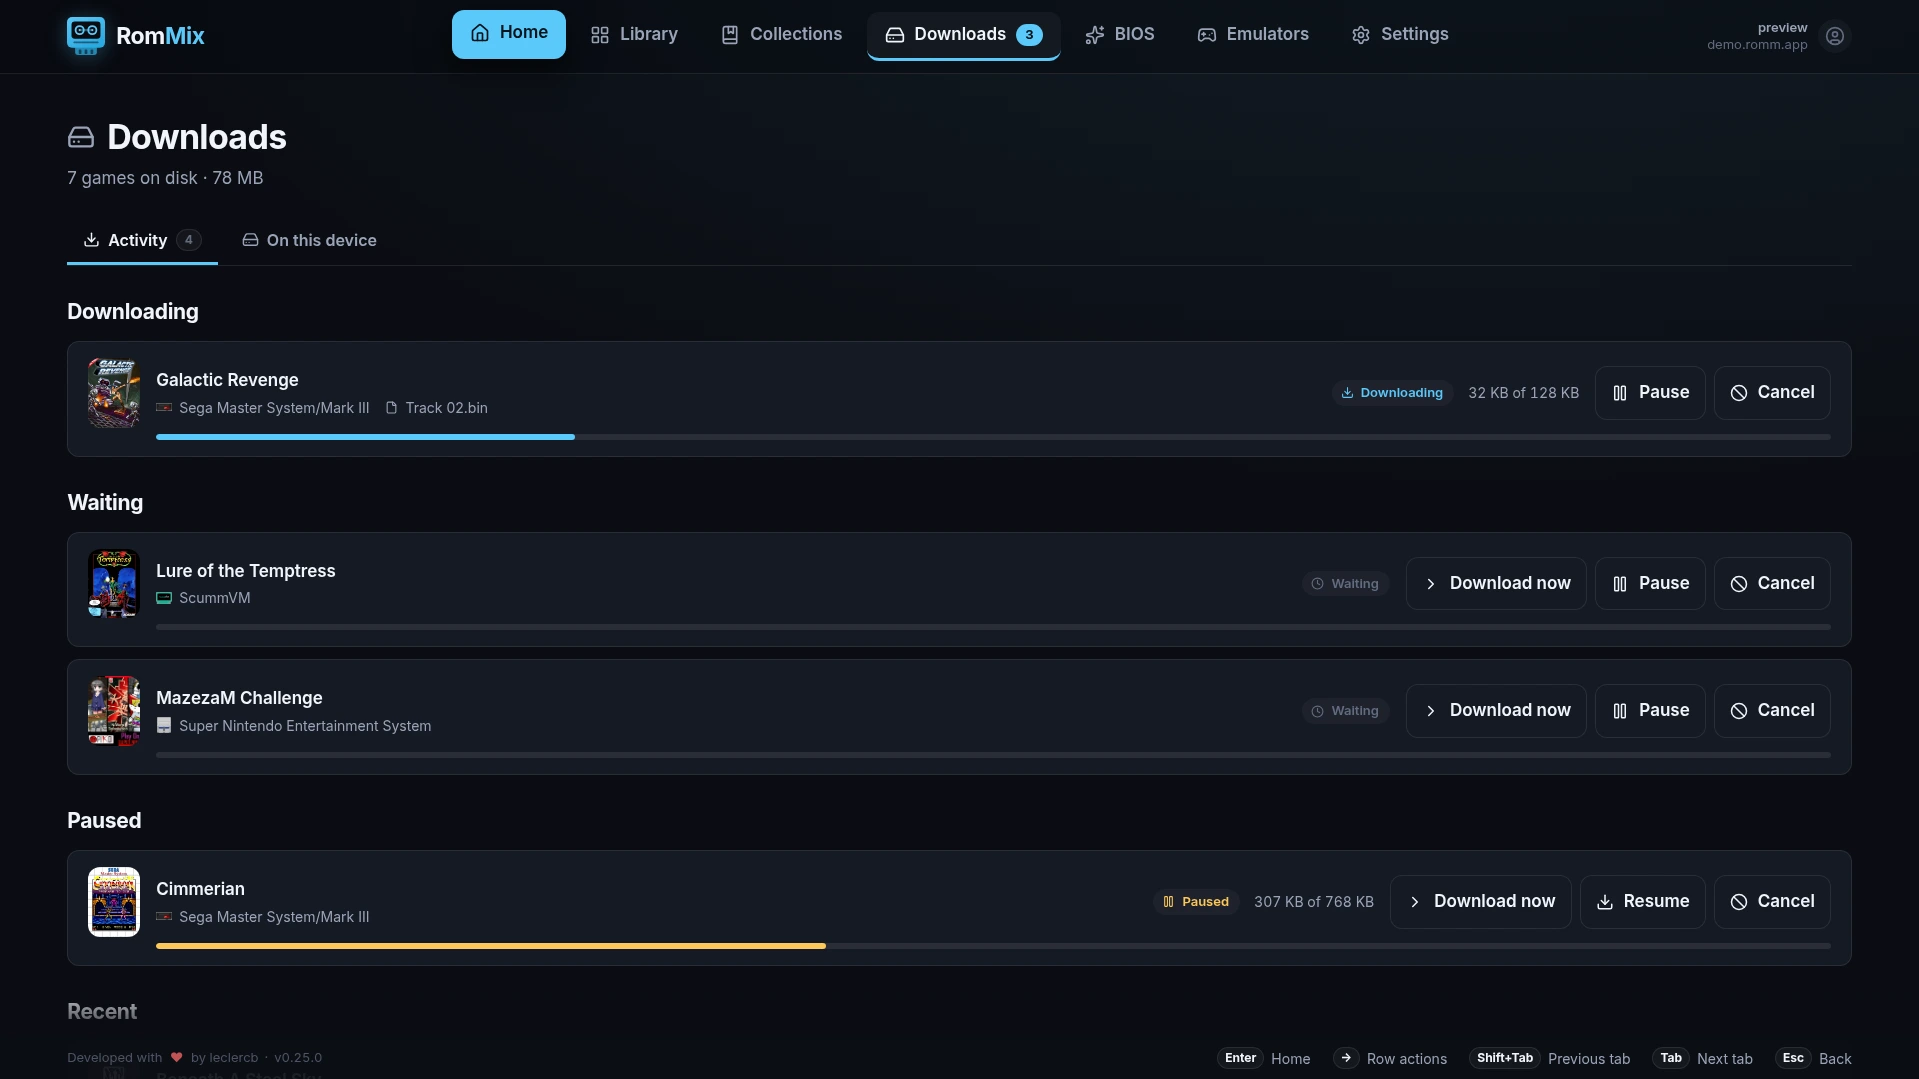 RomMix
Home
Library
Collections
Downloads 3
BIOS
Emulators
Settings
preview
demo.romm.app
Downloads
7 games on disk · 78 MB
Activity 4
On this device
Downloading
GALACTIC REVENGE
Galactic Revenge
Sega Master System/Mark III
Track 02.bin
Downloading
32 KB of 128 KB
Pause
Cancel
Waiting
Lure of the Temptress
ScummVM
Waiting
Download now
Pause
Cancel
MazezaM Challenge
Super Nintendo Entertainment System
Waiting
Download now
Pause
Cancel
Paused
Cimmerian
Sega Master System/Mark III
Paused
307 KB of 768 KB
Download now
Resume
Cancel
Recent
Developed with ♥ by leclercb · v0.25.0
Beneath A Steel Sky
Enter Home
→ Row actions
Shift+Tab Previous tab
Tab Next tab
Esc Back